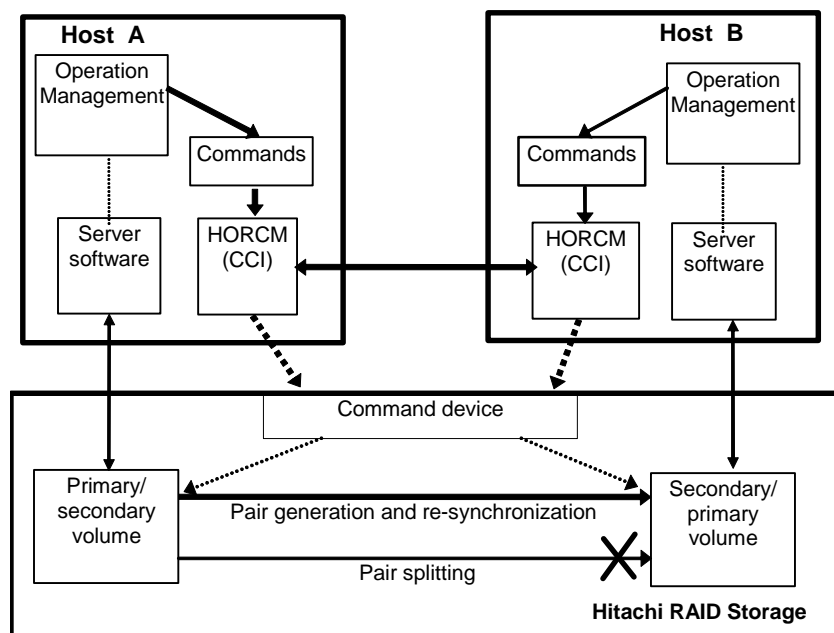 Host A
Operation
Management
Commands
Server
software
HORCM
(CCI)
Host B
Operation
Management
Commands
HORCM
(CCI)
Server
software
Command device
Primary/
secondary
volume
Pair generation and re-synchronization
Pair splitting
Secondary/
primary
volume
Hitachi RAID Storage